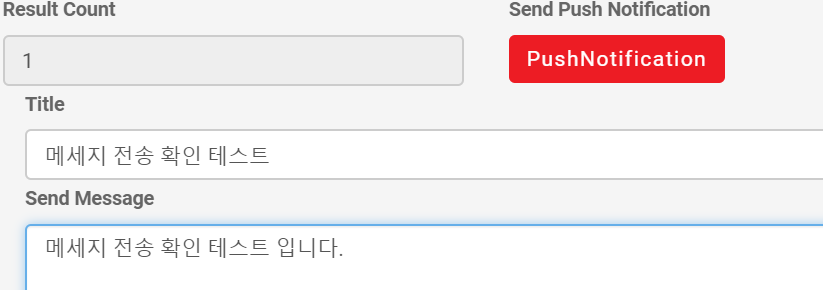 Result Count
Send Push Notification
1
PushNotification
Title
메세지 전송 확인 테스트
Send Message
메세지 전송 확인 테스트 입니다.